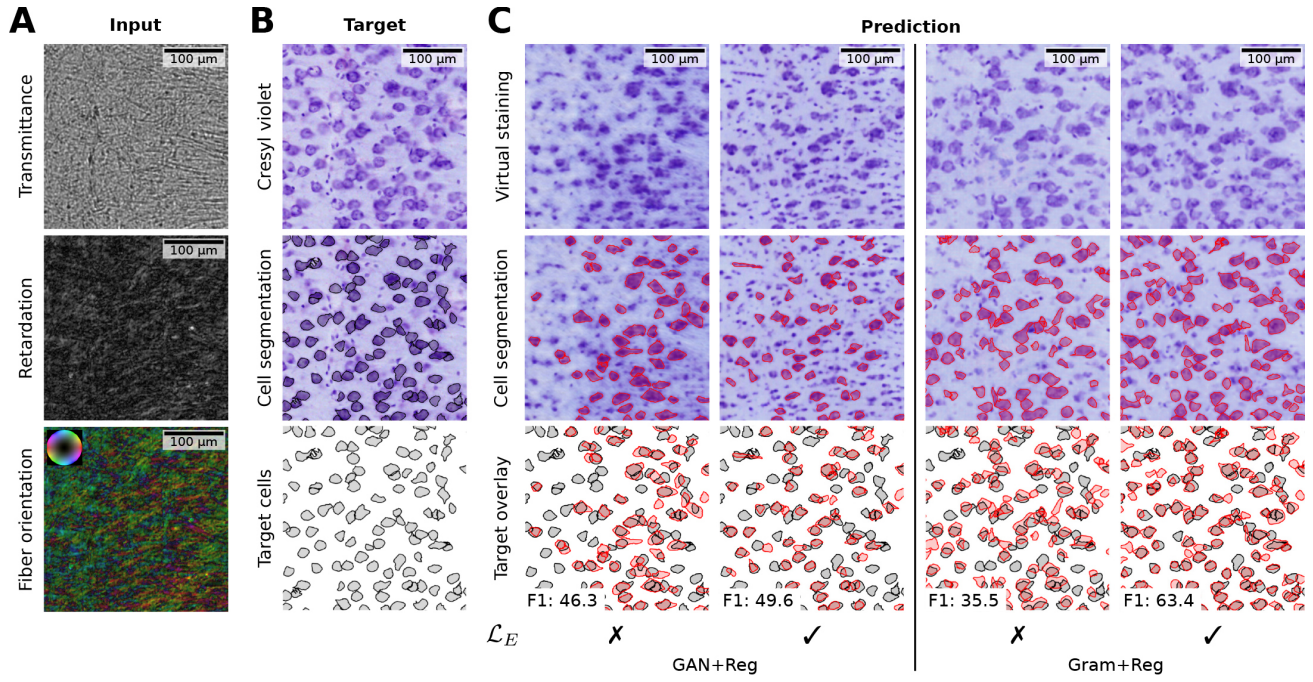 A
Input
B
Target
C
Prediction
Transmittance
100 µm
Cresyl violet
100 µm
Virtual staining
100 µm
100 µm
100 µm
100 µm
Retardation
100 µm
Cell segmentation
Cell segmentation
Fiber orientation
100 µm
Target cells
Target overlay
F1: 46.3
F1: 49.6
F1: 35.5
F1: 63.4
ℒE ✗ ✓ ✗ ✓
GAN+Reg
Gram+Reg